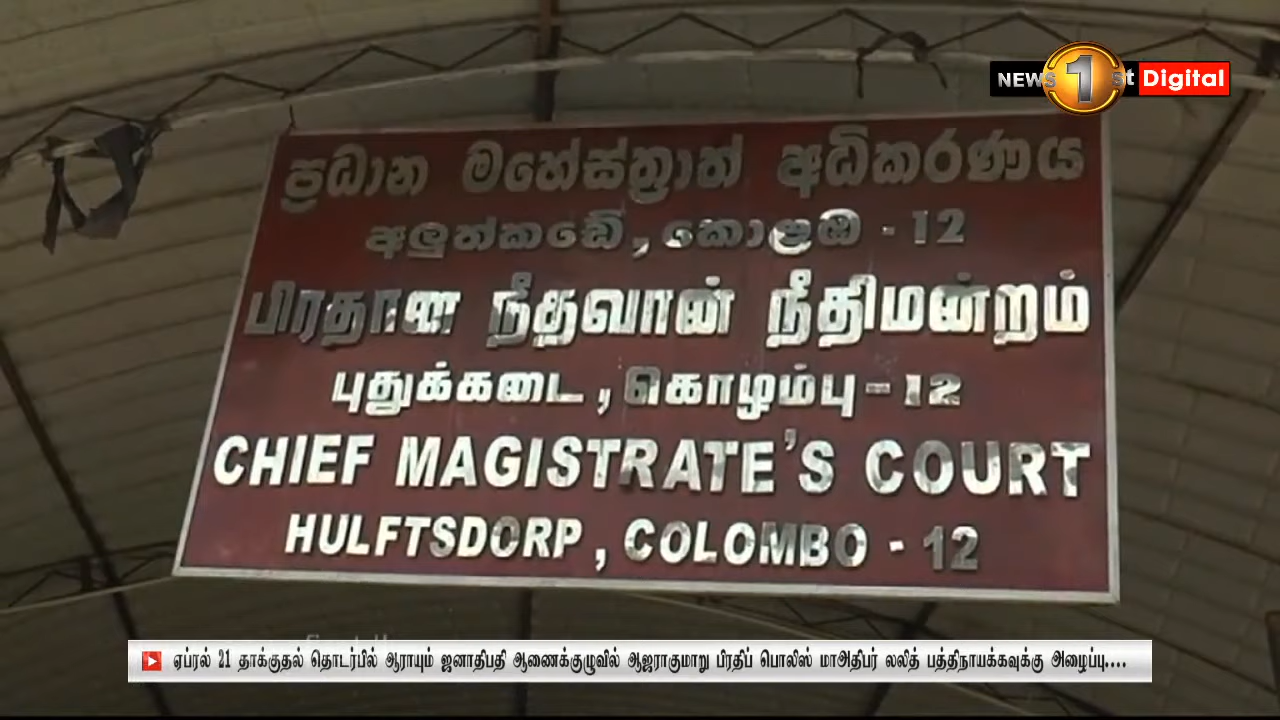 NEWS 1st Digital
ප්‍රධාන මහේස්ත්‍රාත් අධිකරණය
අලුත්කඩේ, කොළඹ - 12
பிரதான நீதவான் நீதிமன்றம்
புதுக்கடை, கொழம்பு - 12
CHIEF MAGISTRATE'S COURT
HULFTSDORP, COLOMBO - 12
ஏப்ரல் 21 தாக்குதல் தொடர்பில் ஆராயும் ஜனாதிபதி ஆணைக்குழுவில் ஆஜராகுமாறு பிரதிப் பொலிஸ் மாஅதிபர் லலித் பத்திநாயக்கவுக்கு அழைப்பு....